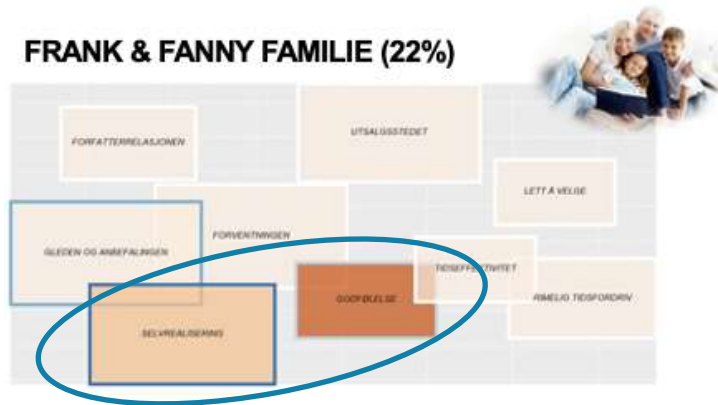 FRANK & FANNY FAMILIE (22%)
FORFATTERRELASJONEN
UTSALGSSTEDET
LETT Å VELGE
FORVENTNINGEN
GLEDEN OG ANBEFALINGEN
TIDSEFFEKTIVITET
GODFØLELSE
RIMELIG TIDSFORDRIV
SELVREALISERING